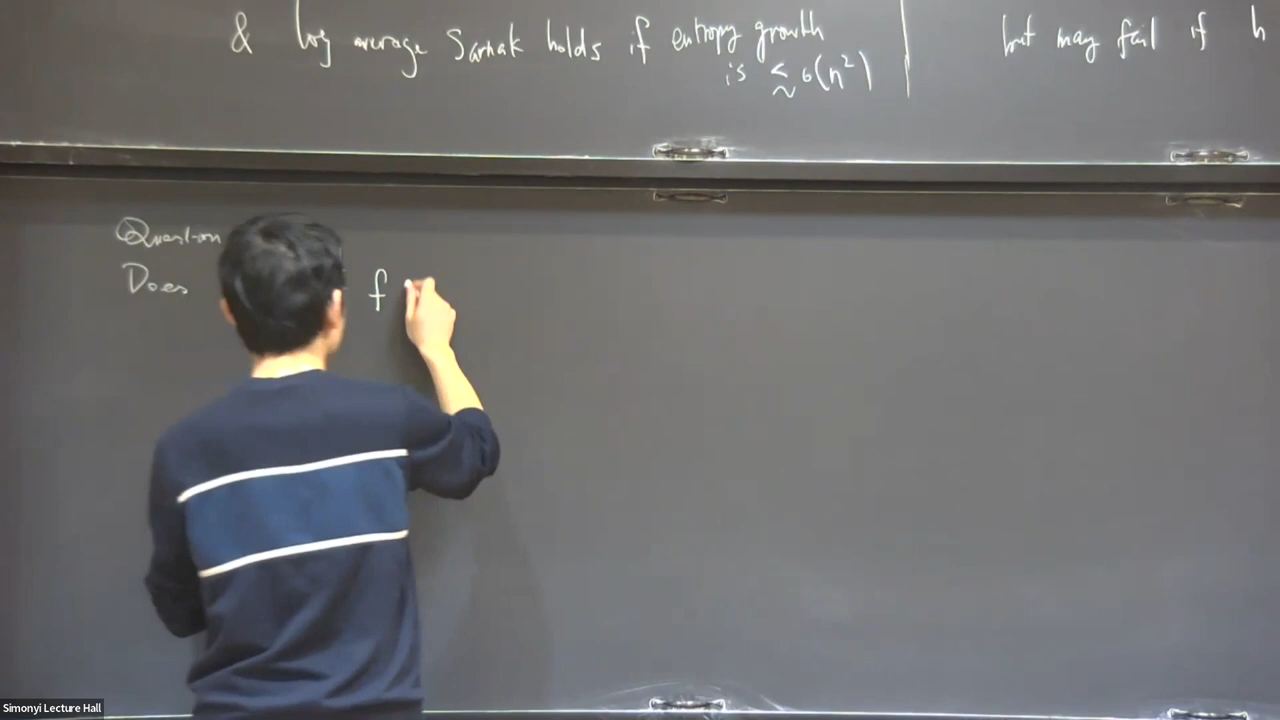 & log average Sarnak holds if entropy growth
is ≲ o(n²)
but may fail if h
Question
Does f
Simonyi Lecture Hall